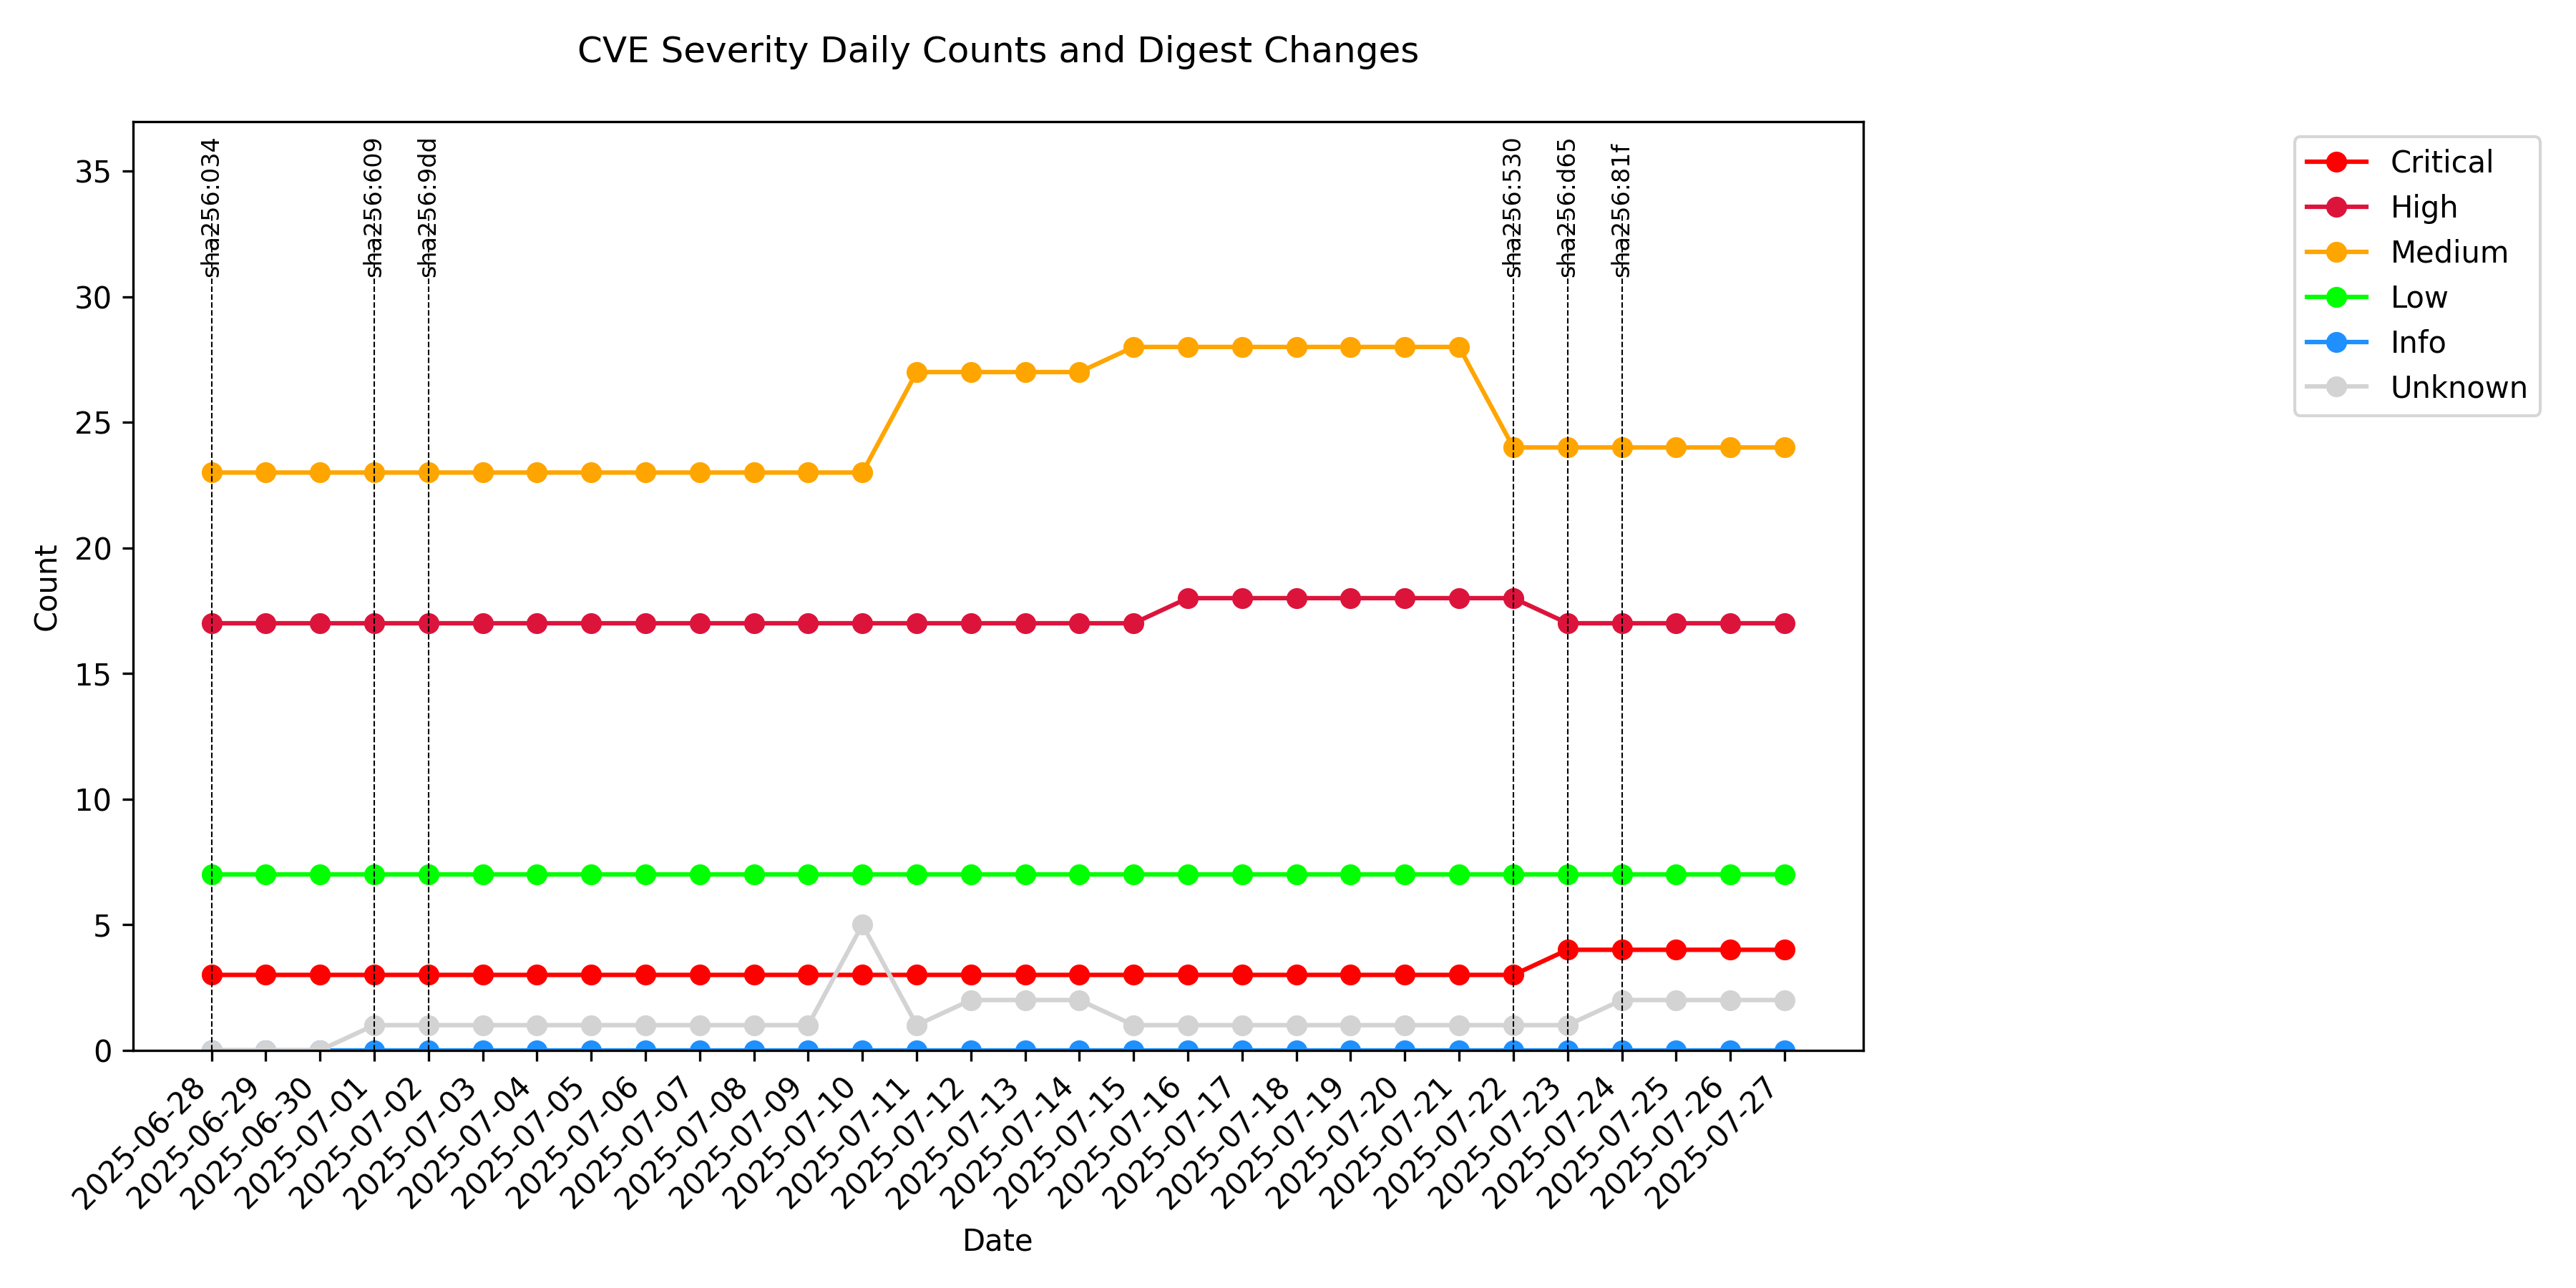 CVE Severity Daily Counts and Digest Changes
sha256:034
sha256:609
sha256:9dd
sha256:530
sha256:d65
sha256:81f
Critical
High
Medium
Low
Info
Unknown
35
30
25
20
15
10
5
0
Count
2025-06-28
2025-06-29
2025-06-30
2025-07-01
2025-07-02
2025-07-03
2025-07-04
2025-07-05
2025-07-06
2025-07-07
2025-07-08
2025-07-09
2025-07-10
2025-07-11
2025-07-12
2025-07-13
2025-07-14
2025-07-15
2025-07-16
2025-07-17
2025-07-18
2025-07-19
2025-07-20
2025-07-21
2025-07-22
2025-07-23
2025-07-24
2025-07-25
2025-07-26
2025-07-27
Date